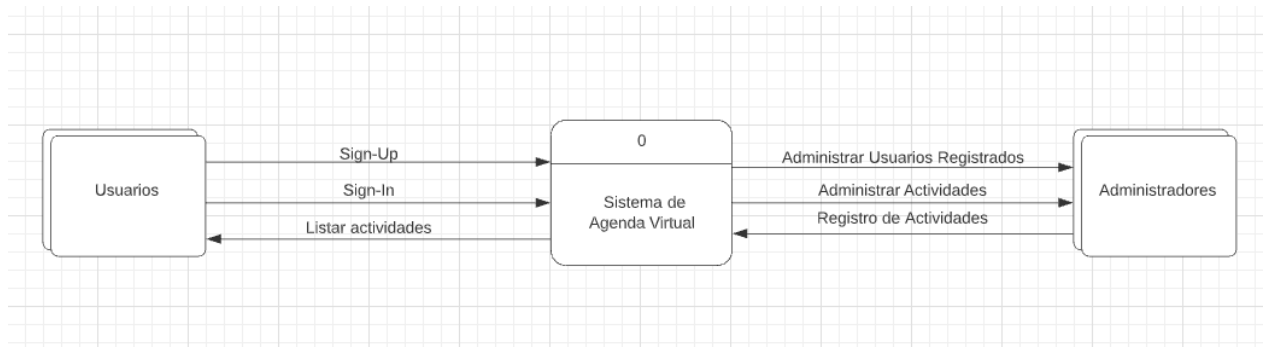 0
Sign-Up
Administrar Usuarios Registrados
Usuarios
Sign-In
Sistema de
Agenda Virtual
Administrar Actividades
Administradores
Listar actividades
Registro de Actividades